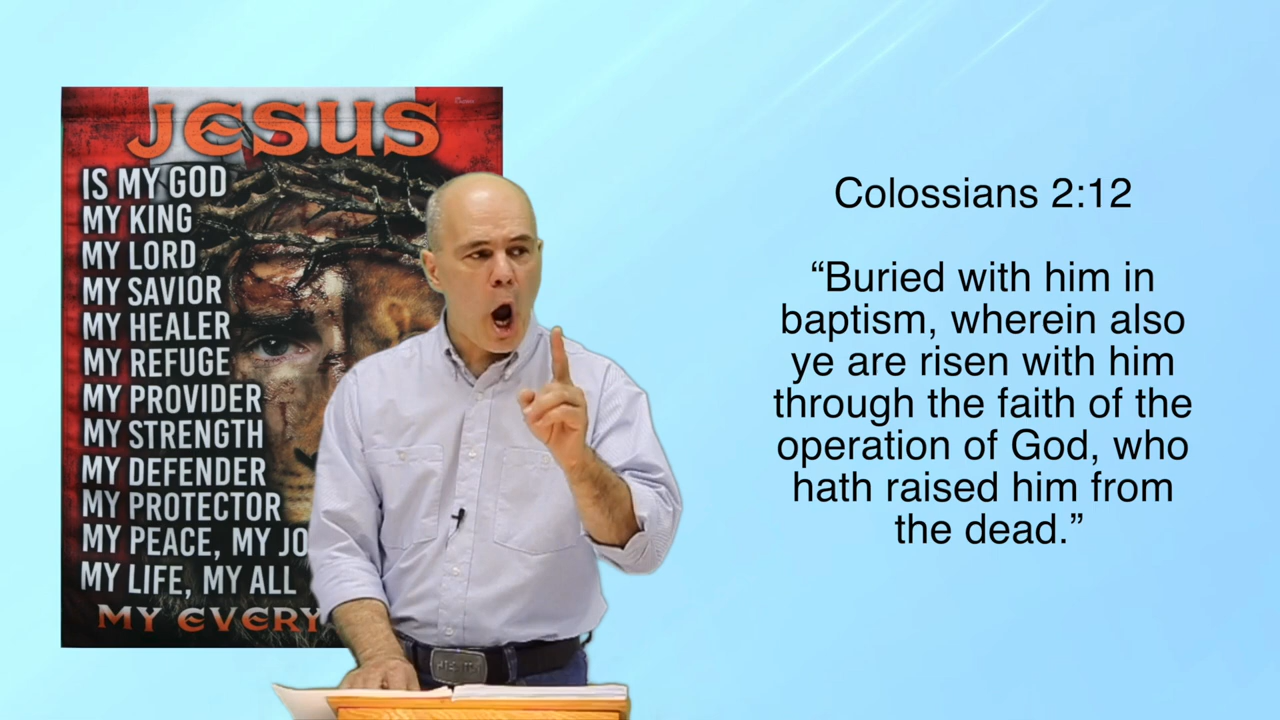 JESUS
IS MY GOD
MY KING
MY LORD
MY SAVIOR
MY HEALER
MY REFUGE
MY PROVIDER
MY STRENGTH
MY DEFENDER
MY PROTECTOR
MY PEACE, MY JO
MY LIFE, MY ALL
MY EVERY
Colossians 2:12
“Buried with him in
baptism, wherein also
ye are risen with him
through the faith of the
operation of God, who
hath raised him from
the dead.”